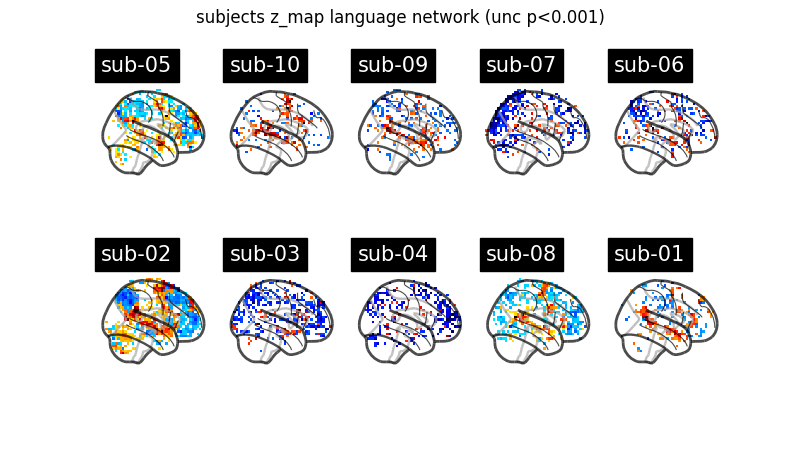 subjects z_map language network (unc p<0.001)
sub-05
sub-10
sub-09
sub-07
sub-06
sub-02
sub-03
sub-04
sub-08
sub-01